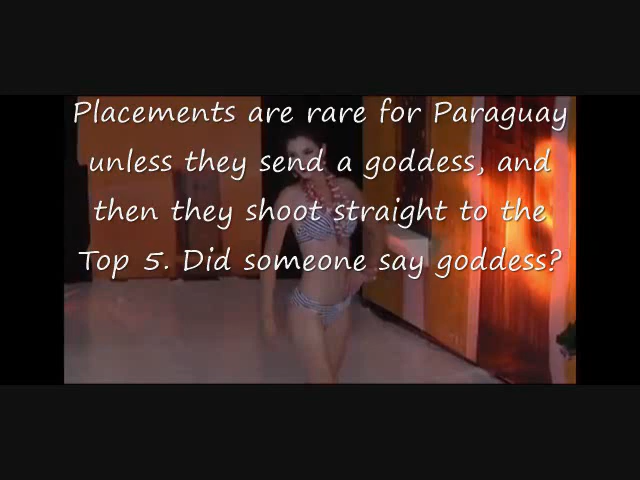 Placements are rare for Paraguay
unless they send a goddess, and
then they shoot straight to the
Top 5. Did someone say goddess?